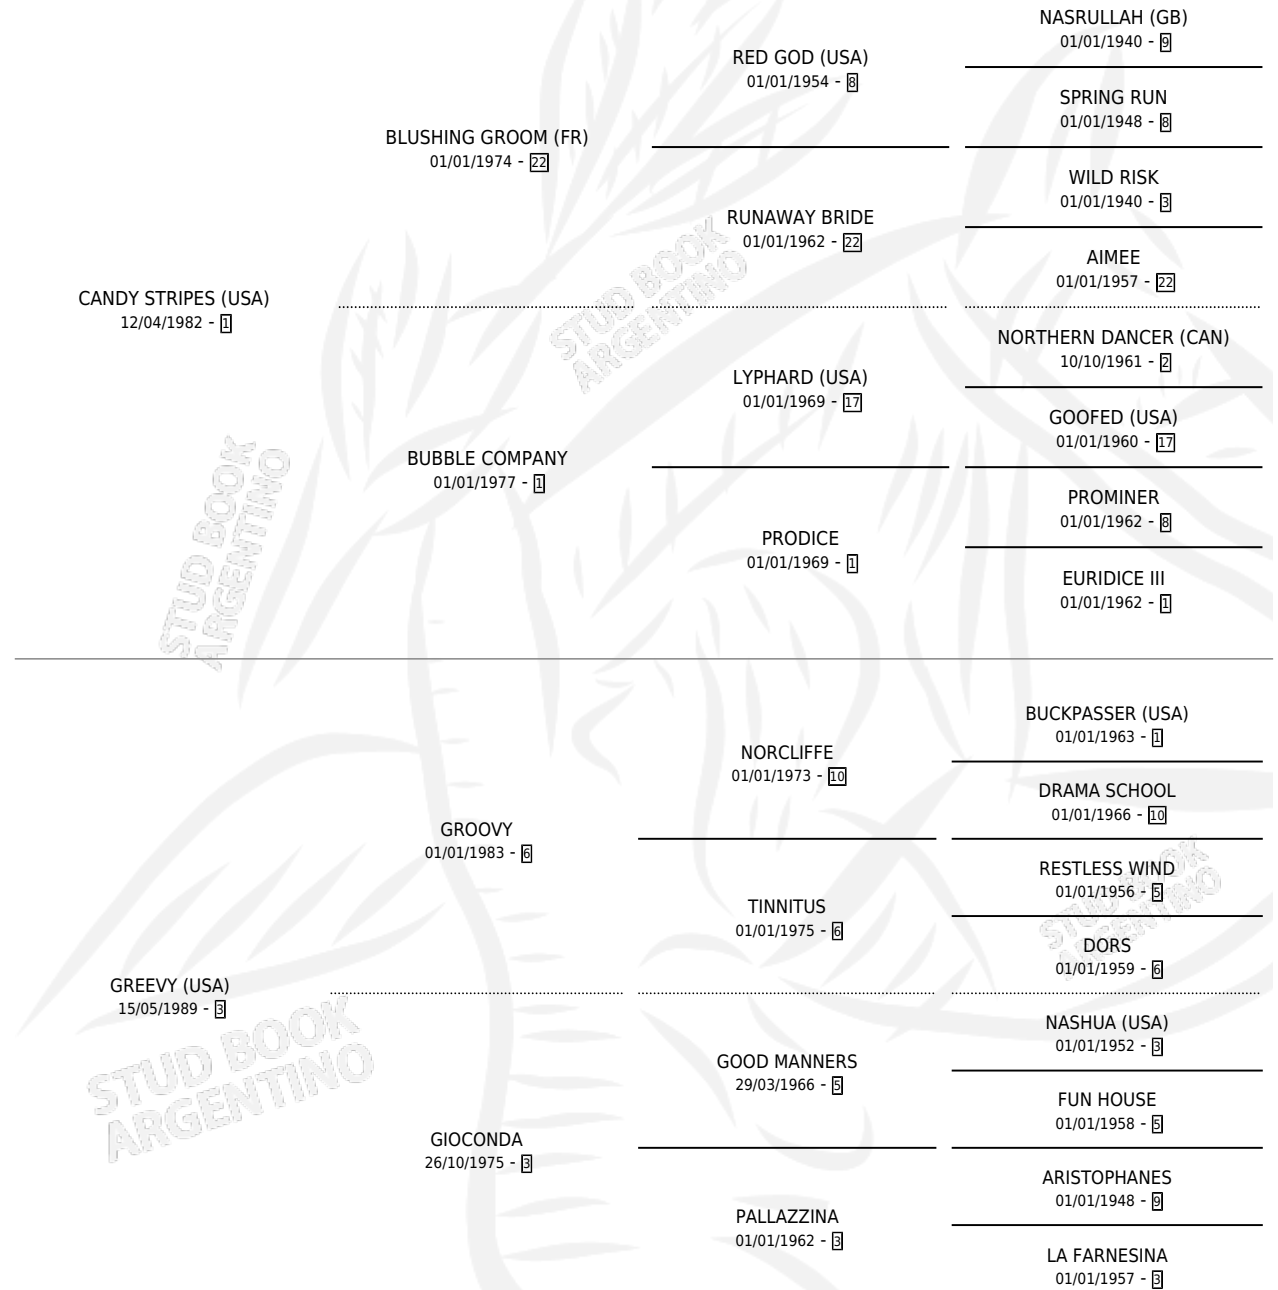 NASRULLAH (GB)
01/01/1940 - 9
RED GOD (USA)
01/01/1954 - 8
SPRING RUN
01/01/1948 - 8
BLUSHING GROOM (FR)
01/01/1974 - 22
WILD RISK
01/01/1940 - 3
RUNAWAY BRIDE
01/01/1962 - 22
AIMEE
01/01/1957 - 22
CANDY STRIPES (USA)
12/04/1982 - 1
NORTHERN DANCER (CAN)
10/10/1961 - 2
LYPHARD (USA)
01/01/1969 - 17
GOOFED (USA)
01/01/1960 - 17
BUBBLE COMPANY
01/01/1977 - 1
PROMINER
01/01/1962 - 8
PRODICE
01/01/1969 - 1
EURIDICE III
01/01/1962 - 1
BUCKPASSER (USA)
01/01/1963 - 1
NORCLIFFE
01/01/1973 - 10
DRAMA SCHOOL
01/01/1966 - 10
GROOVY
01/01/1983 - 6
RESTLESS WIND
01/01/1956 - 5
TINNITUS
01/01/1975 - 6
DORS
01/01/1959 - 6
GREEVY (USA)
15/05/1989 - 3
NASHUA (USA)
01/01/1952 - 3
GOOD MANNERS
29/03/1966 - 5
FUN HOUSE
01/01/1958 - 5
GIOCONDA
26/10/1975 - 3
ARISTOPHANES
01/01/1948 - 9
PALLAZZINA
01/01/1962 - 3
LA FARNESINA
01/01/1957 - 3
STUD BOOK
ARGENTINO
STUD BOOK
ARGENTINO
STUD BOOK
ARGENTINO
STUD BOOK
ARGENTINO